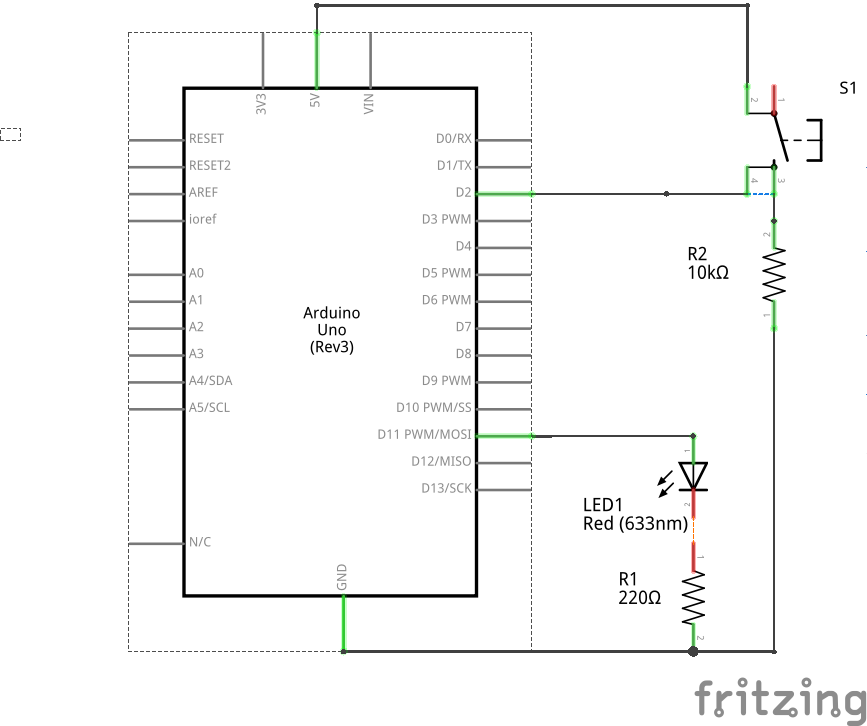 3V3
5V
VIN
S1
2
1
RESET
D0/RX
RESET2
D1/TX
AREF
D2
4
3
ioref
D3 PWM
D4
2
R2
10kΩ
A0
D5 PWM
A1
D6 PWM
Arduino
Uno
(Rev3)
1
A2
D7
A3
D8
A4/SDA
D9 PWM
A5/SCL
D10 PWM/SS
D11 PWM/MOSI
1
D12/MISO
D13/SCK
2
LED1
Red (633nm)
N/C
GND
1
R1
220Ω
2
fritzing